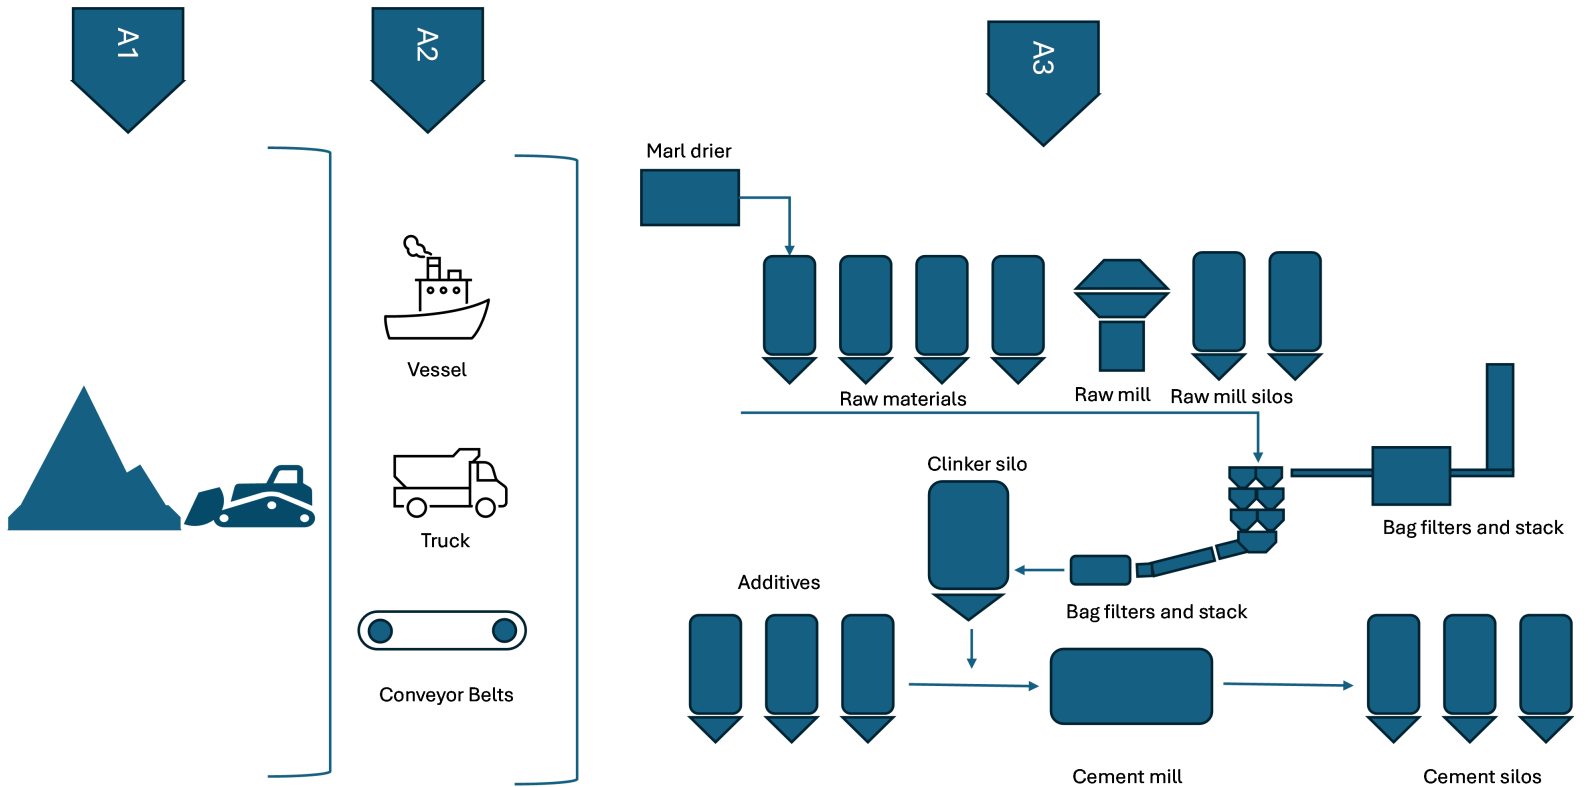 A1
A2
A3
Marl drier
Vessel
Raw materials
Raw mill
Raw mill silos
Clinker silo
Bag filters and stack
Truck
Additives
Bag filters and stack
Conveyor Belts
Cement mill
Cement silos